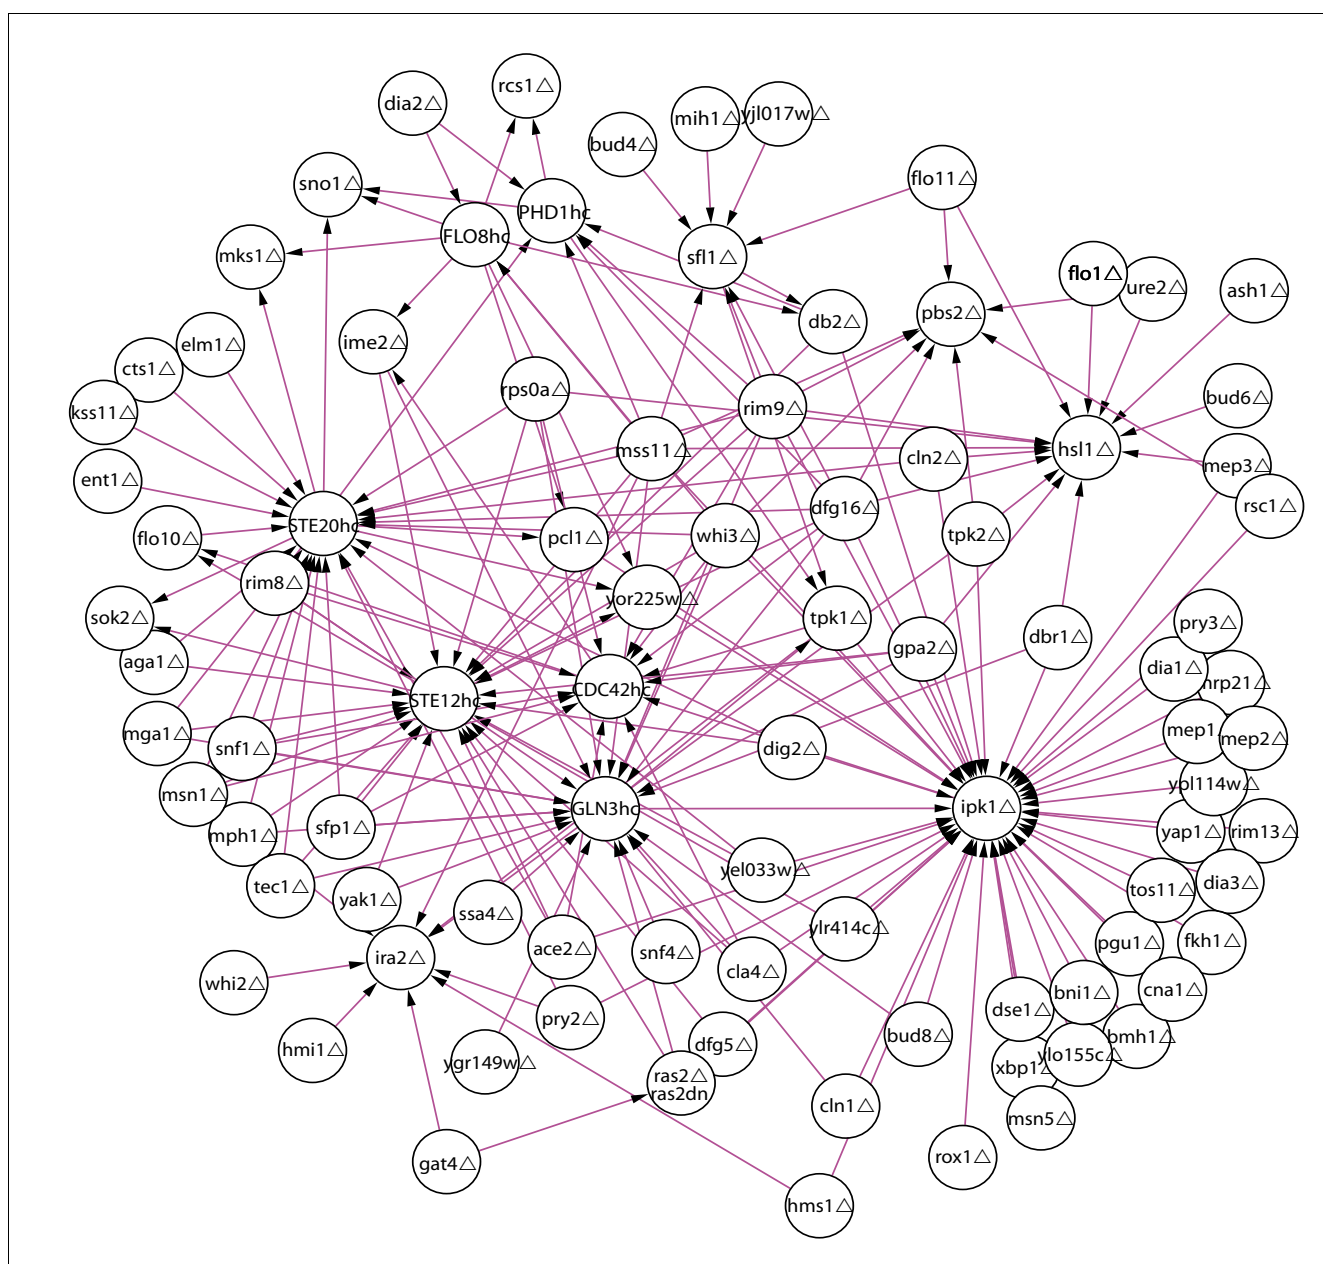 rcs1△
dia2△
mih1△
yjl017w△
bud4△
sno1△
flo11△
PHD1hc
FLO8hc
mks1△
sfl1△
flo1△
ure2△
ash1△
pbs2△
db2△
ime2△
elm1△
cts1△
kss11△
rps0a△
rim9△
bud6△
mss11△
cln2△
hsl1△
mep3△
ent1△
rsc1△
dfg16△
STE20hc
flo10△
pcl1△
whi3△
tpk2△
rim8△
yor225w△
sok2△
tpk1△
pry3△
aga1△
gpa2△
dbr1△
dia1△
nrp21△
STE12hc
CDC42hc
mga1△
snf1△
dig2△
mep1
mep2△
msn1△
ypl114w△
GLN3hc
ipk1△
mph1△
sfp1△
yap1△
rim13△
tec1△
yel033w△
tos11△
dia3△
yak1△
ssa4△
ylr414c△
ira2△
ace2△
snf4△
cla4△
pgu1△
fkh1△
whi2△
bni1△
cna1△
pry2△
dse1△
hmi1△
dfg5△
bud8△
bmh1△
ygr149w△
ylo155c△
xbp1△
ras2△
ras2dn
cln1△
msn5△
gat4△
rox1△
hms1△